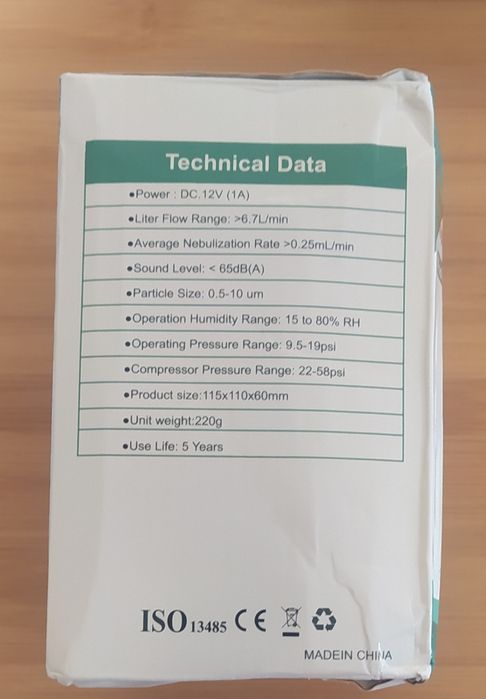 Technical Data
●Power : DC.12V (1A)
●Liter Flow Range: >6.7L/min
●Average Nebulization Rate >0.25mL/min
●Sound Level: < 65dB(A)
●Particle Size: 0.5-10 um
●Operation Humidity Range: 15 to 80% RH
●Operating Pressure Range: 9.5-19psi
●Compressor Pressure Range: 22-58psi
●Product size:115x110x60mm
●Unit weight:220g
●Use Life: 5 Years
ISO 13485 CE
MADEIN CHINA